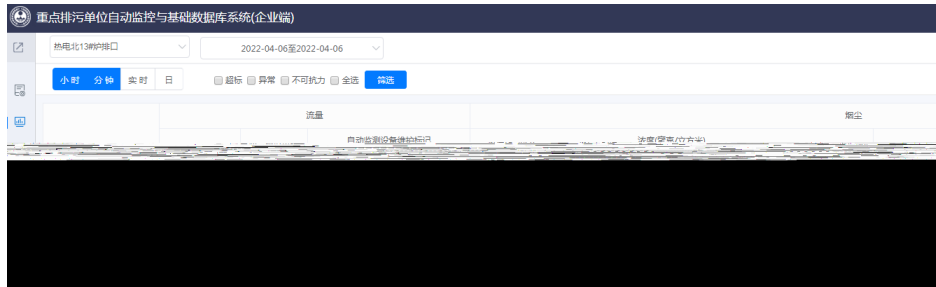 重点排污单位自动监控与基础数据库系统(企业端)
热电北13#炉排口 2022-04-06至2022-04-06
小时 分钟 实时 日 超标 异常 不可抗力 全选 筛选
流量 烟尘
自动监测设备维护标记 浓度(毫克/立方米)